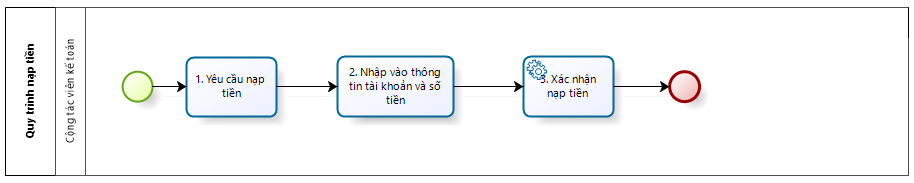 Quy trình nạp tiền
Cộng tác viên kế toán
1. Yêu cầu nạp
tiền
2. Nhập vào thông
tin tài khoản và số
tiền
3. Xác nhận
nạp tiền